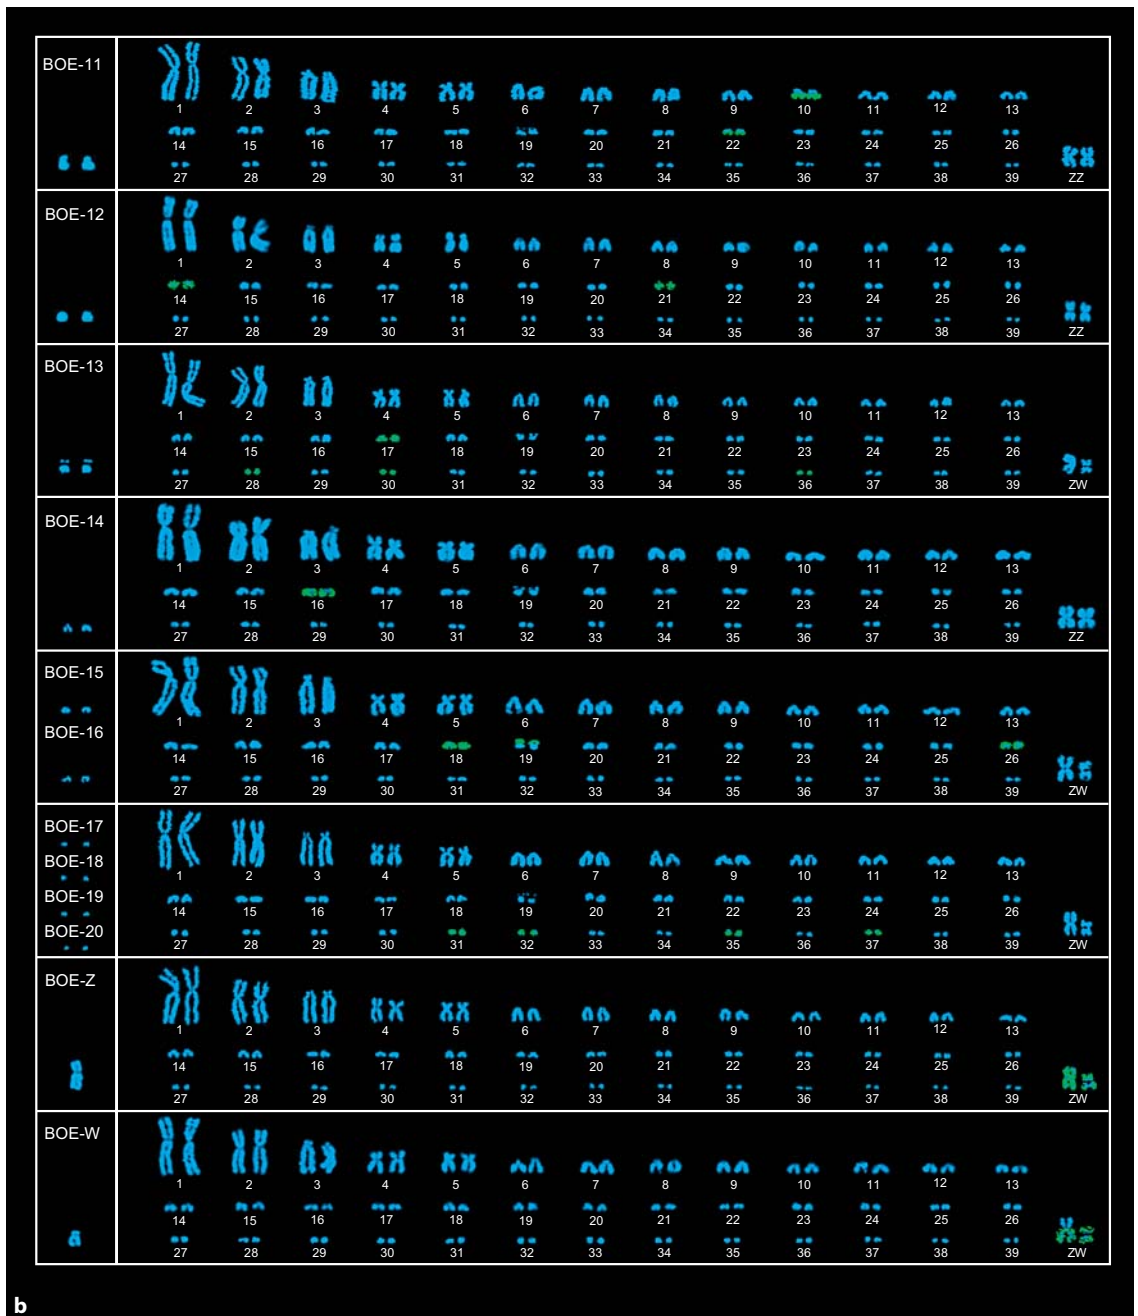 BOE-11
1 2 3 4 5 6 7 8 9 10 11 12 13
14 15 16 17 18 19 20 21 22 23 24 25 26
27 28 29 30 31 32 33 34 35 36 37 38 39 ZZ
BOE-12
1 2 3 4 5 6 7 8 9 10 11 12 13
14 15 16 17 18 19 20 21 22 23 24 25 26
27 28 29 30 31 32 33 34 35 36 37 38 39 ZZ
BOE-13
1 2 3 4 5 6 7 8 9 10 11 12 13
14 15 16 17 18 19 20 21 22 23 24 25 26
27 28 29 30 31 32 33 34 35 36 37 38 39 ZW
BOE-14
1 2 3 4 5 6 7 8 9 10 11 12 13
14 15 16 17 18 19 20 21 22 23 24 25 26
27 28 29 30 31 32 33 34 35 36 37 38 39 ZZ
BOE-15
1 2 3 4 5 6 7 8 9 10 11 12 13
BOE-16
14 15 16 17 18 19 20 21 22 23 24 25 26
27 28 29 30 31 32 33 34 35 36 37 38 39 ZW
BOE-17
BOE-18
1 2 3 4 5 6 7 8 9 10 11 12 13
BOE-19
14 15 16 17 18 19 20 21 22 23 24 25 26
BOE-20
27 28 29 30 31 32 33 34 35 36 37 38 39 ZW
BOE-Z
1 2 3 4 5 6 7 8 9 10 11 12 13
14 15 16 17 18 19 20 21 22 23 24 25 26
27 28 29 30 31 32 33 34 35 36 37 38 39 ZW
BOE-W
1 2 3 4 5 6 7 8 9 10 11 12 13
14 15 16 17 18 19 20 21 22 23 24 25 26
27 28 29 30 31 32 33 34 35 36 37 38 39 ZW
b